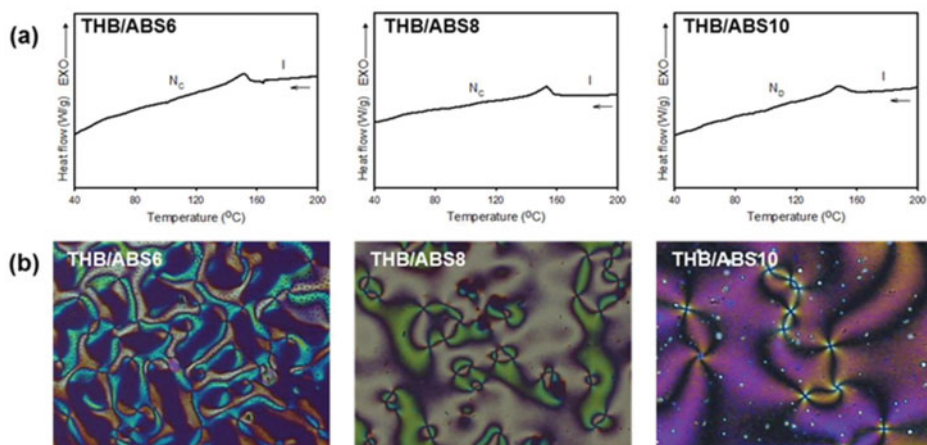 (a)
THB/ABS6
THB/ABS8
THB/ABS10
Heat flow (W/g) EXO
N_C
I
Heat flow (W/g) EXO
N_C
I
Heat flow (W/g) EXO
N_D
I
40 80 120 160 200
40 80 120 160 200
40 80 120 160 200
Temperature (°C)
Temperature (°C)
Temperature (°C)
(b)
THB/ABS6
THB/ABS8
THB/ABS10